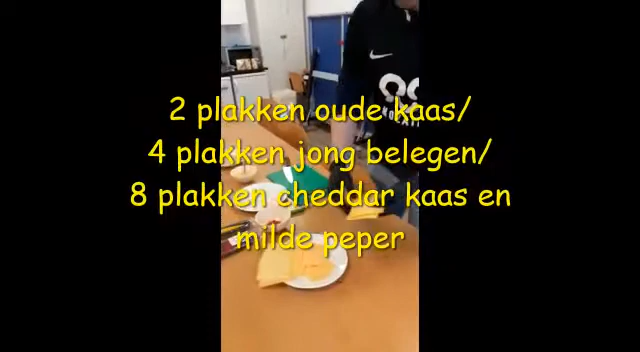 2 plakken oude kaas/
4 plakken jong belegen/
8 plakken cheddar kaas en
milde peper